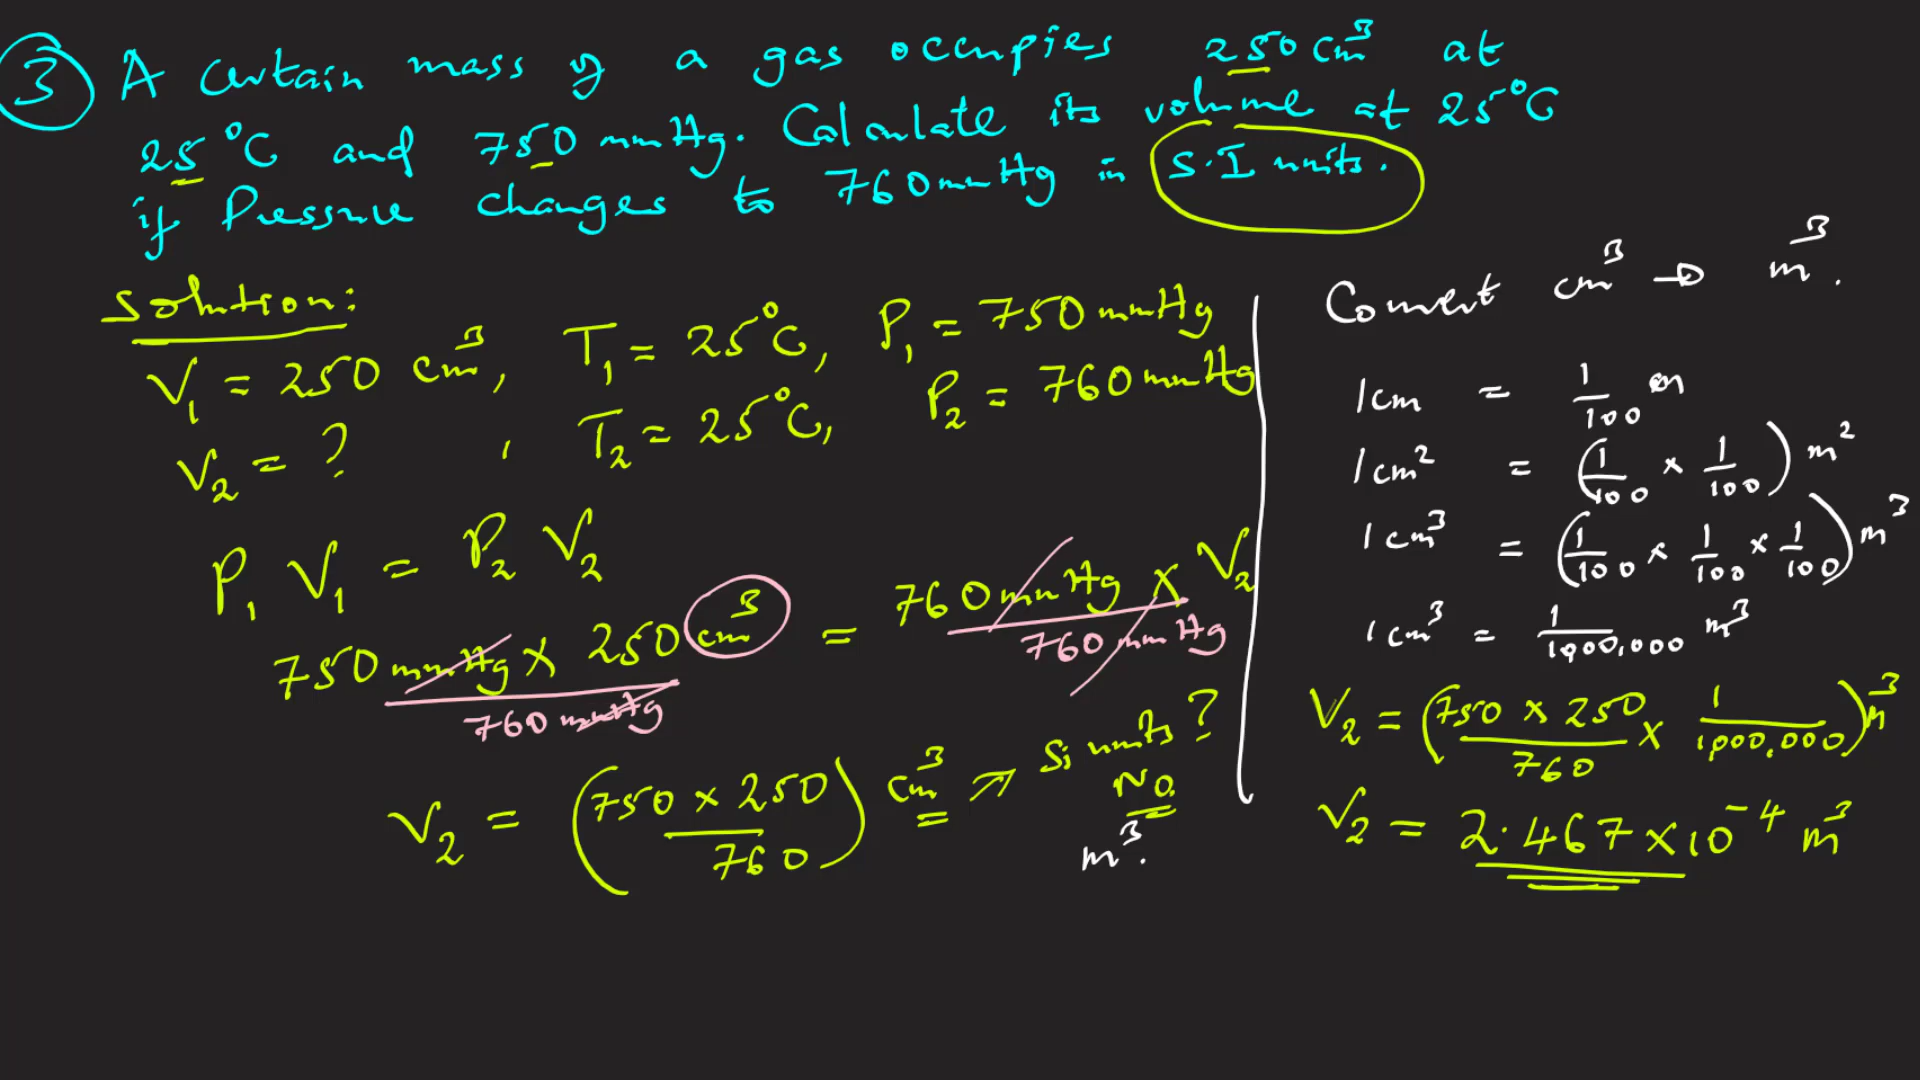 3 A certain mass of a gas occupies 250 cm³ at
25°C and 750 mmHg. Calculate its volume at 25°C
if Pressure changes to 760mmHg in S.I units.
Solution:
V₁ = 250 cm³, T₁ = 25°C, P₁ = 750 mmHg
V₂ = ? , T₂ = 25°C, P₂ = 760 mmHg
P₁ V₁ = P₂ V₂
750 mmHg x 250 cm³ = 760 mmHg x V₂
760 mmHg 760 mmHg
V₂ = (750 x 250 / 760) cm³ ⇒ Si units?
No
m³.
Convert cm³ → m³.
1cm = 1/100 m
1cm² = (1/100 x 1/100) m²
1cm³ = (1/100 x 1/100 x 1/100) m³
1cm³ = 1/1000,000 m³
V₂ = (750 x 250 / 760 x 1/1000,000) m³
V₂ = 2.467 x 10⁻⁴ m³